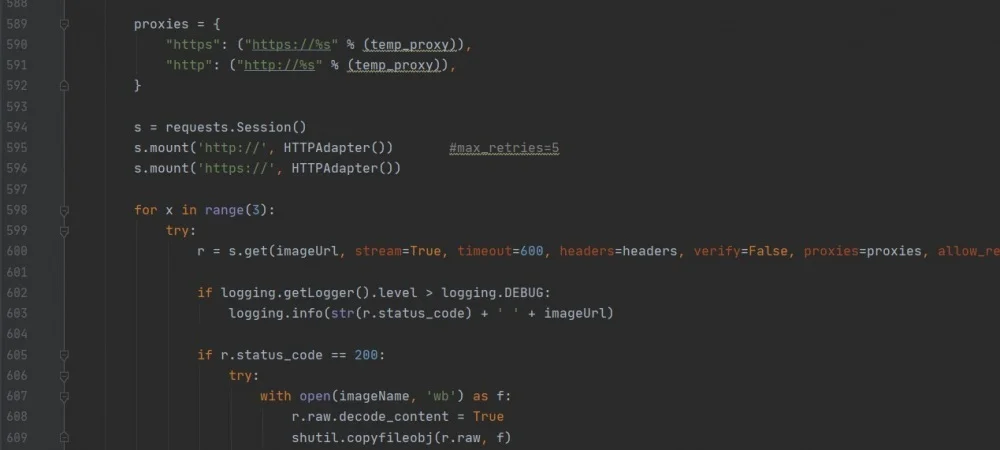 588
589 proxies = {
590 "https": ("https://%s" % (temp_proxy)),
591 "http": ("http://%s" % (temp_proxy)),
592 }
593
594 s = requests.Session()
595 s.mount('http://', HTTPAdapter()) #max_retries=5
596 s.mount('https://', HTTPAdapter())
597
598 for x in range(3):
599 try:
600 r = s.get(imageUrl, stream=True, timeout=600, headers=headers, verify=False, proxies=proxies, allow_re
601
602 if logging.getLogger().level > logging.DEBUG:
603 logging.info(str(r.status_code) + ' ' + imageUrl)
604
605 if r.status_code == 200:
606 try:
607 with open(imageName, 'wb') as f:
608 r.raw.decode_content = True
609 shutil.copyfileobj(r.raw, f)